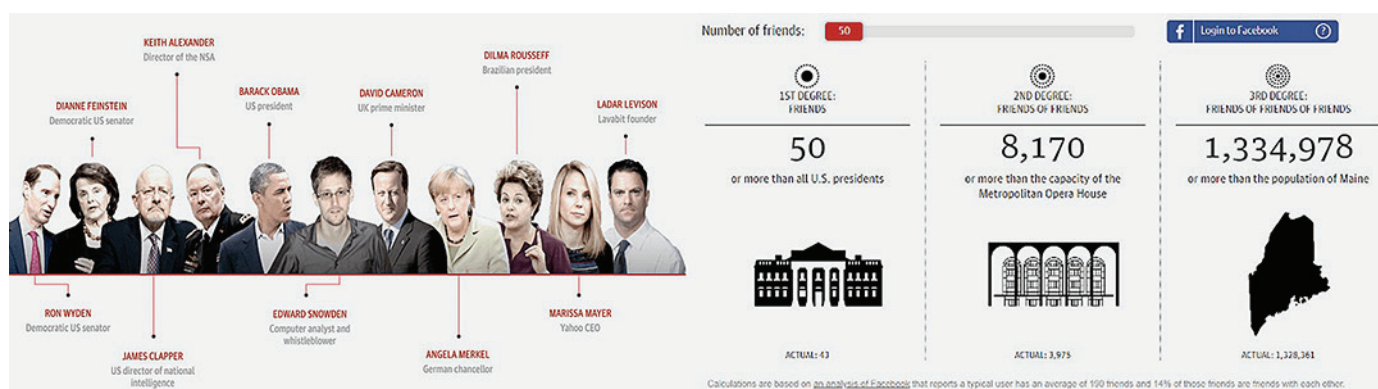 KEITH ALEXANDER
Director of the NSA
DILMA ROUSSEFF
Brazilian president
DIANNE FEINSTEIN
Democratic US senator
BARACK OBAMA
US president
DAVID CAMERON
UK prime minister
LADAR LEVISON
Lavabit founder
RON WYDEN
Democratic US senator
JAMES CLAPPER
US director of national
intelligence
EDWARD SNOWDEN
Computer analyst and
whistleblower
ANGELA MERKEL
German chancellor
MARISSA MAYER
Yahoo CEO
Number of friends:
50
f Login to Facebook ?
1ST DEGREE:
FRIENDS
50
or more than all U.S. presidents
ACTUAL: 43
2ND DEGREE:
FRIENDS OF FRIENDS
8,170
or more than the capacity of the
Metropolitan Opera House
ACTUAL: 3,975
3RD DEGREE:
FRIENDS OF FRIENDS OF FRIENDS
1,334,978
or more than the population of Maine
ACTUAL: 1,328,361
Calculations are based on an analysis of Facebook that reports a typical user has an average of 190 friends and 14% of those friends are friends with each other.